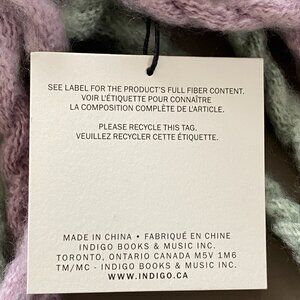 SEE LABEL FOR THE PRODUCT'S FULL FIBER CONTENT.
VOIR L'ÉTIQUETTE POUR CONNAÎTRE
LA COMPOSITION COMPLÈTE DE L'ARTICLE.
PLEASE RECYCLE THIS TAG.
VEUILLEZ RECYCLER CETTE ÉTIQUETTE.
MADE IN CHINA • FABRIQUÉ EN CHINE
INDIGO BOOKS & MUSIC INC.
TORONTO, ONTARIO CANADA M5V 1M6
TM/MC - INDIGO BOOKS & MUSIC INC.
WWW.INDIGO.CA